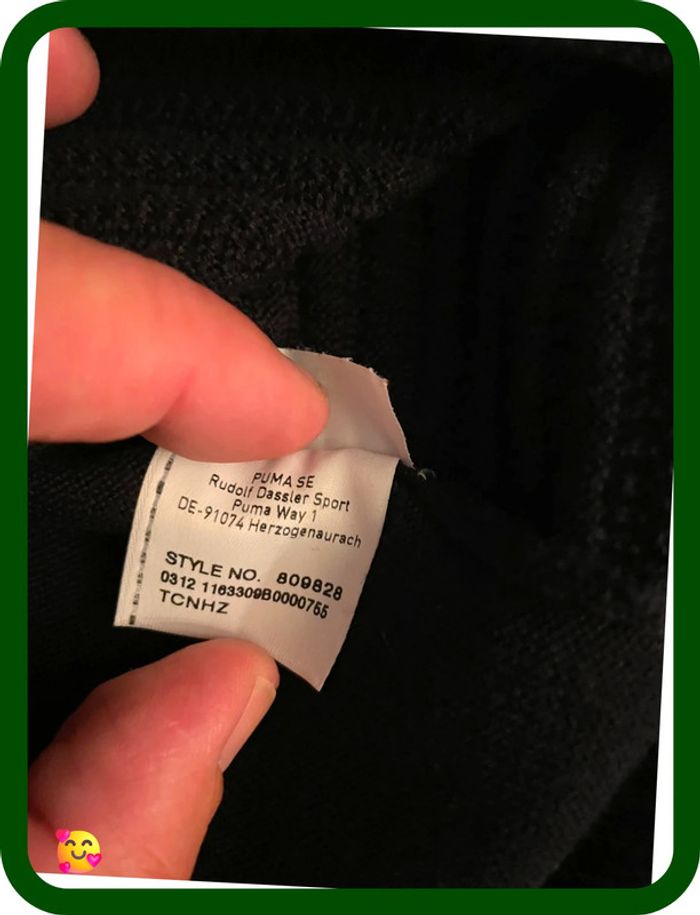 PUMA SE
Rudolf Dassler Sport
Puma Way 1
DE-91074 Herzogenaurach
STYLE NO. 809828
0312 1163309B0000755
TCNHZ